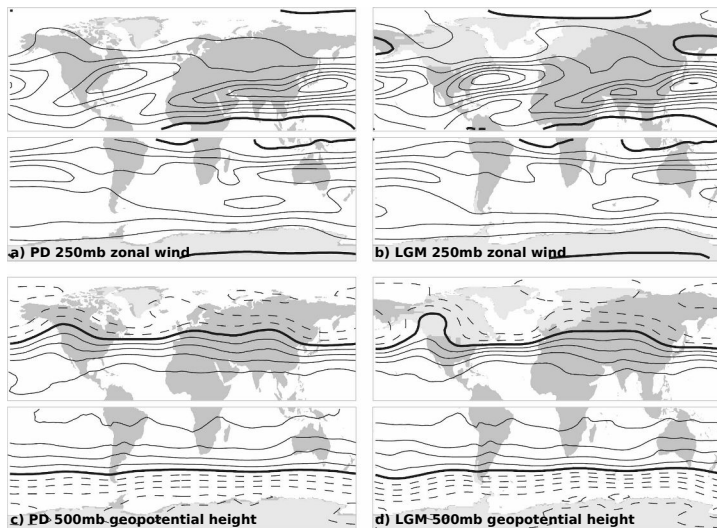 a) PD 250mb zonal wind
b) LGM 250mb zonal wind
c) PD 500mb geopotential height
d) LGM 500mb geopotential height